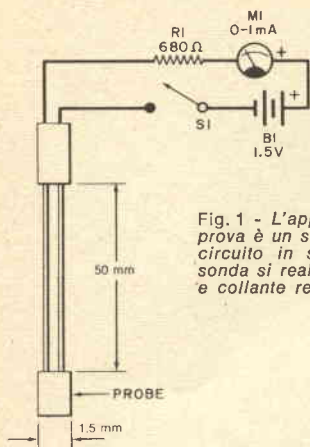 M1
0-1mA
R1
680Ω
+
S1
+
B1
1.5V
50 mm
PROBE
1.5 mm
Fig. 1 - L'app
prova è un s
circuito in s
sonda si real
e collante re